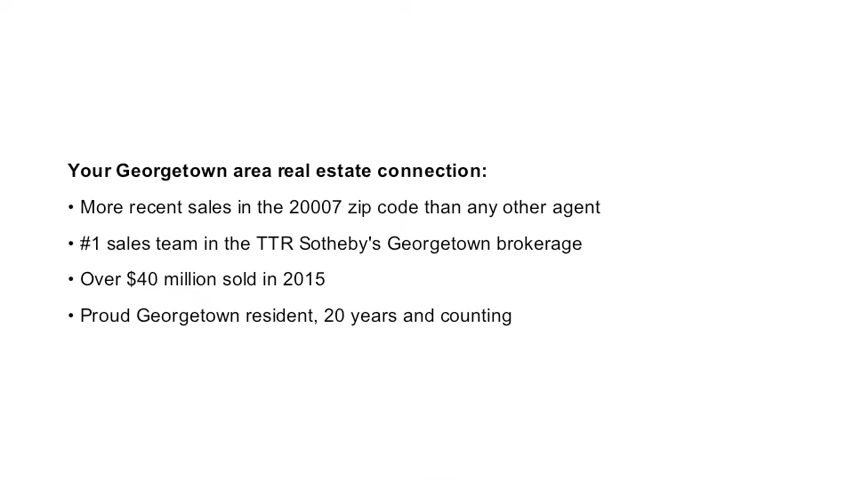 Your Georgetown area real estate connection:
• More recent sales in the 20007 zip code than any other agent
• #1 sales team in the TTR Sotheby's Georgetown brokerage
• Over $40 million sold in 2015
• Proud Georgetown resident, 20 years and counting